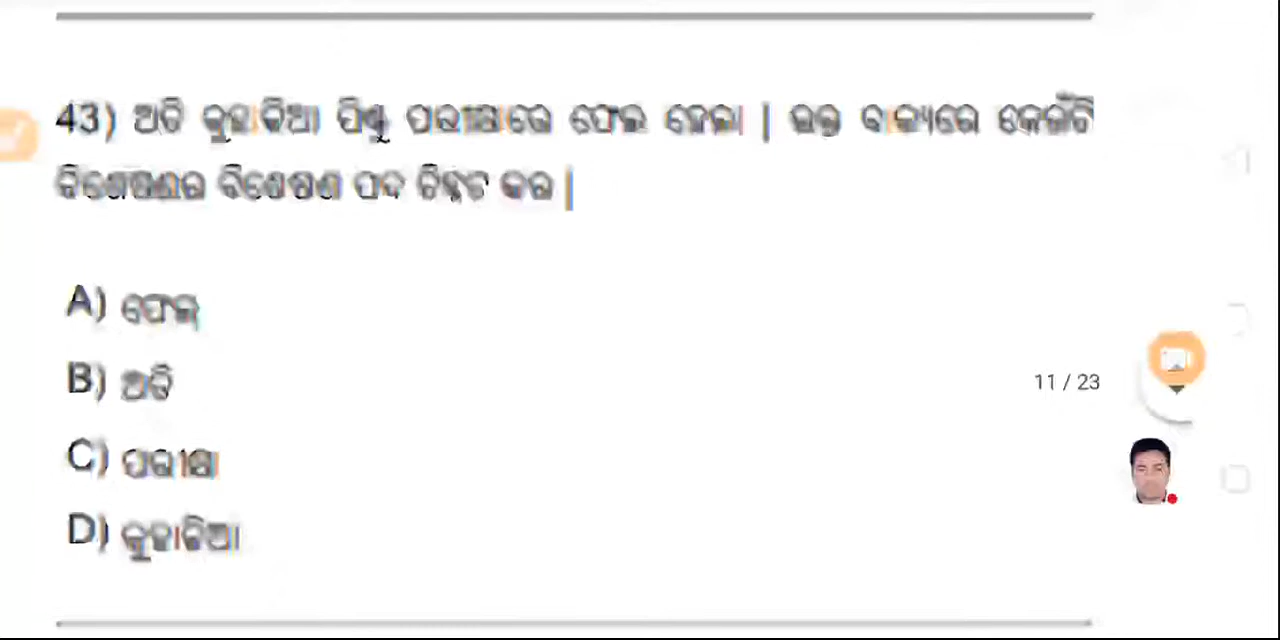 43) ଅତି କୁହାଳିଆ ପିଣ୍ଟୁ ପରୀକ୍ଷାରେ ଫେଲ ହେଲା | ଉକ୍ତ ବାକ୍ୟରେ କେଉଁଟି
ବିଶେଷଣର ବିଶେଷଣ ପଦ ଚିହ୍ନଟ କର |
A) ଫେଲ୍
B) ଅତି
11 / 23
C) ପରୀକ୍ଷା
D) କୁହାଳିଆ